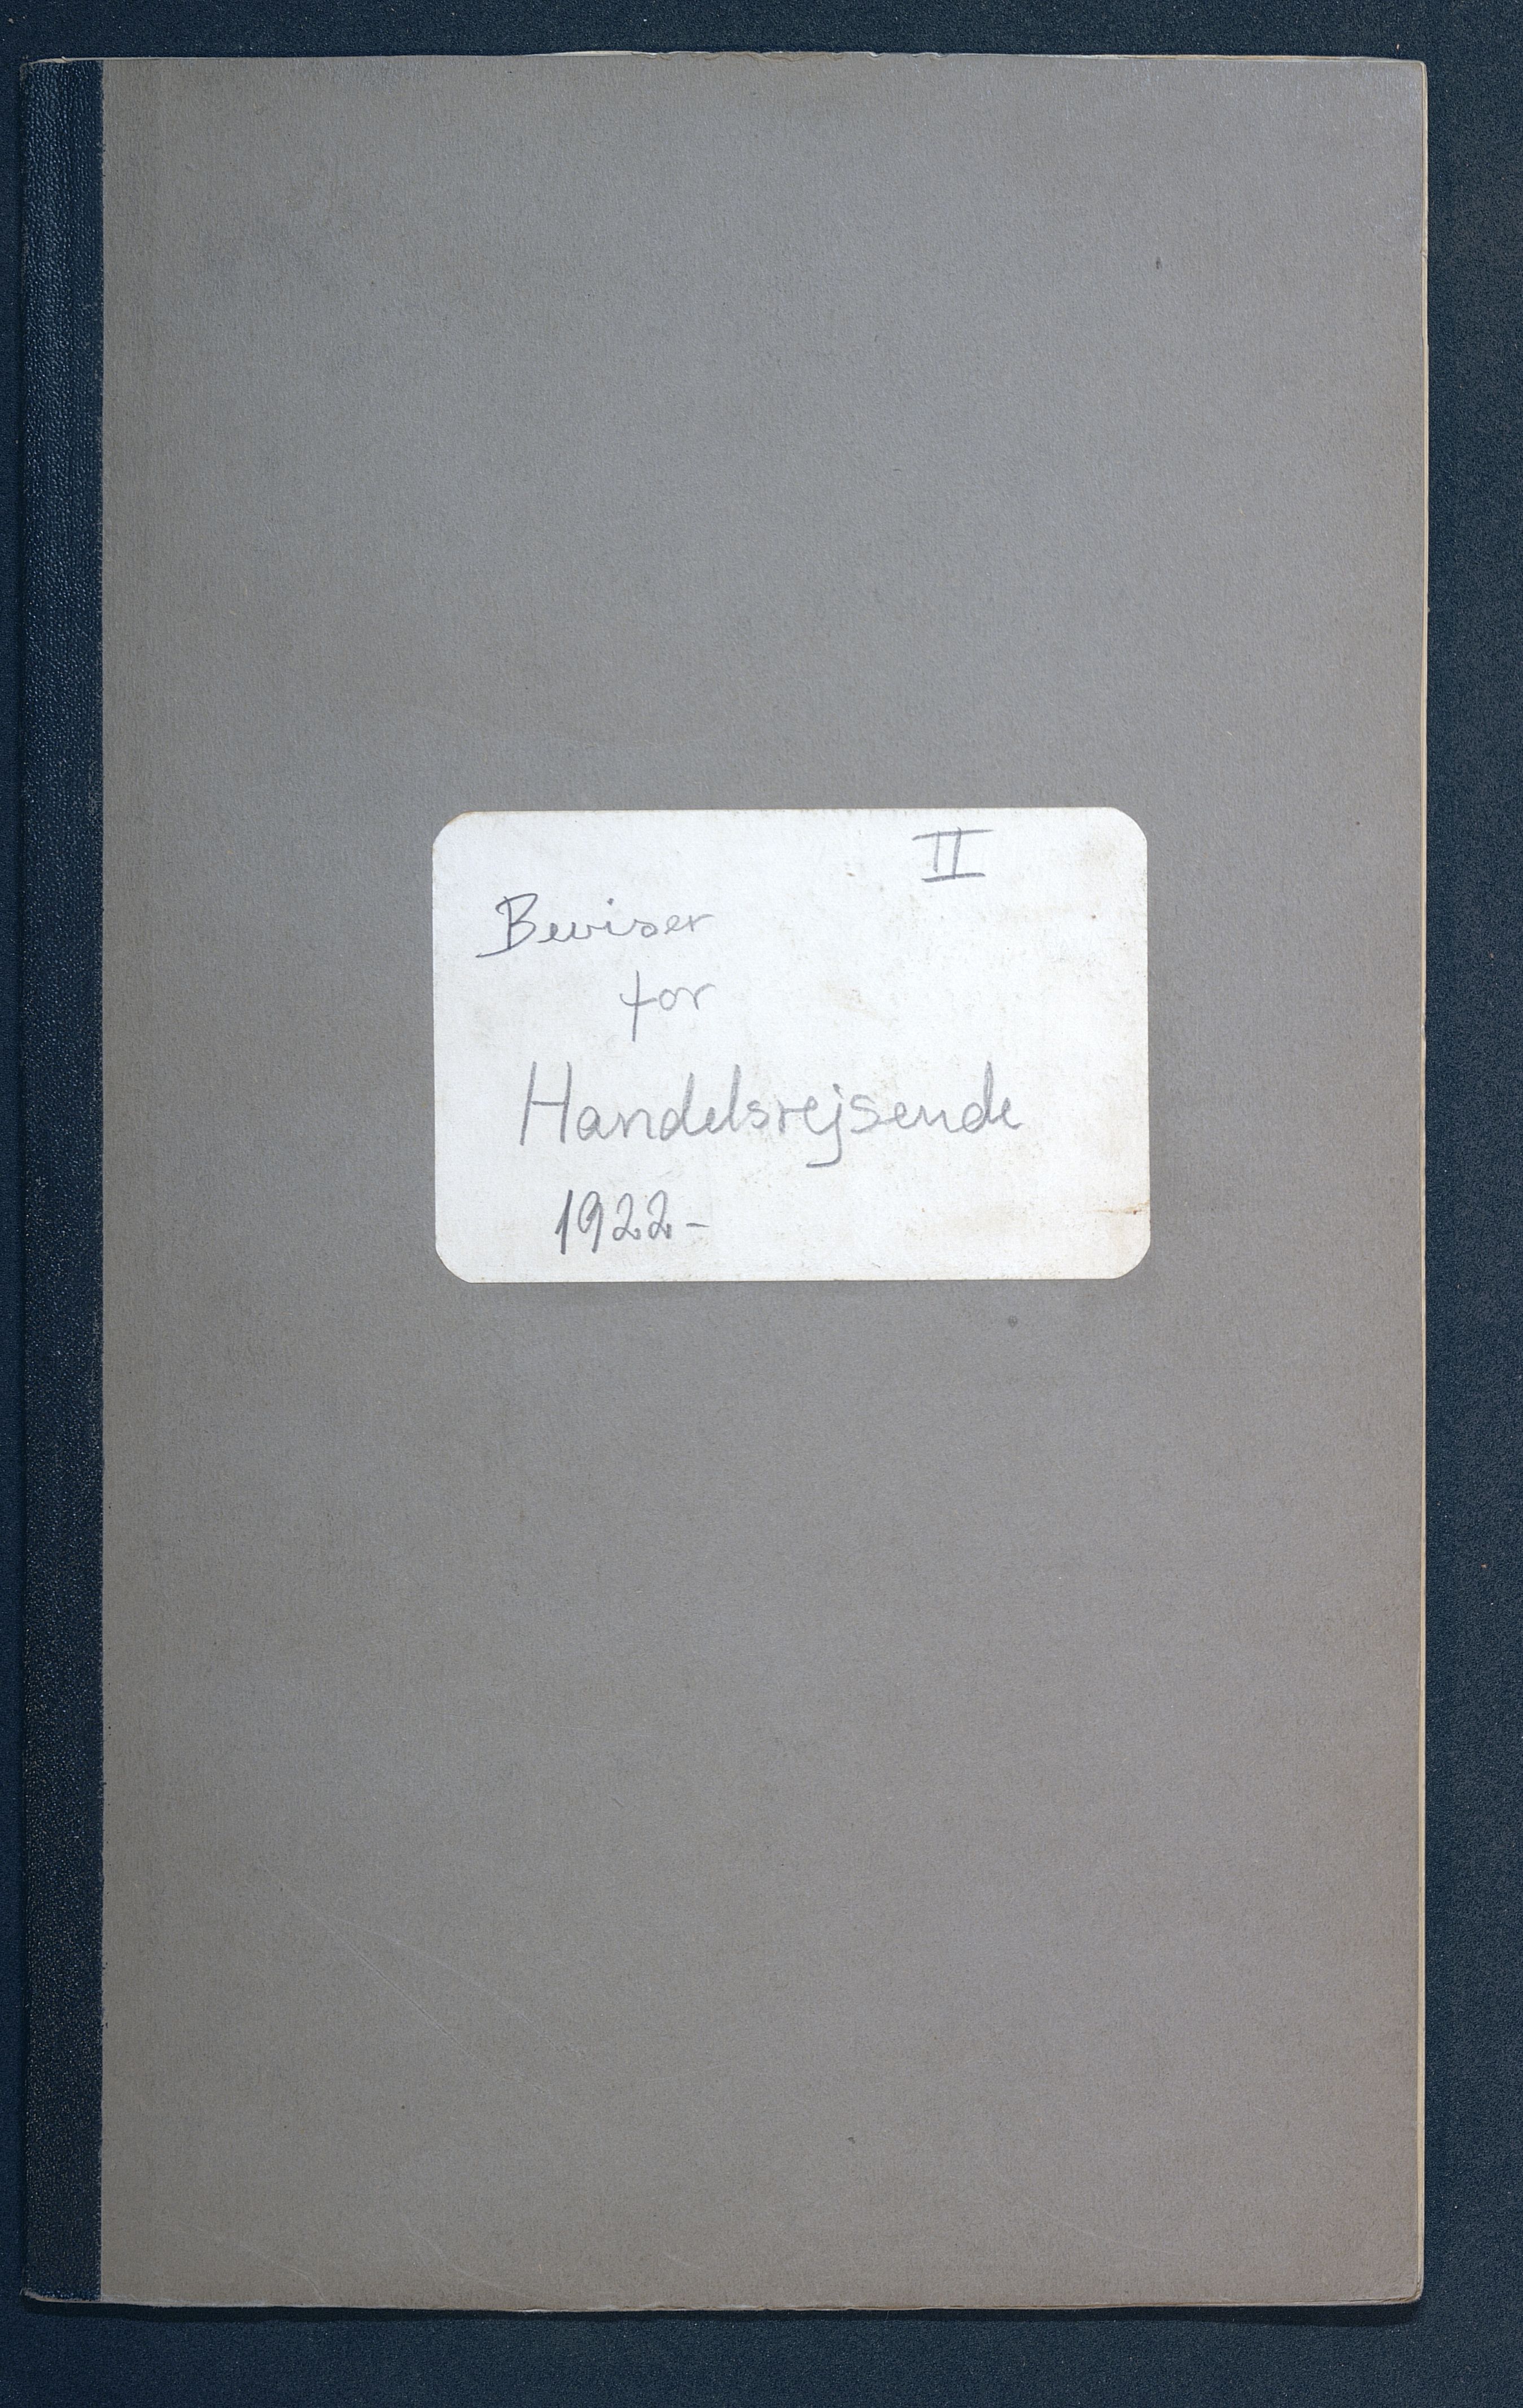 II
Beviser
for
Handelsrejsende
1922-